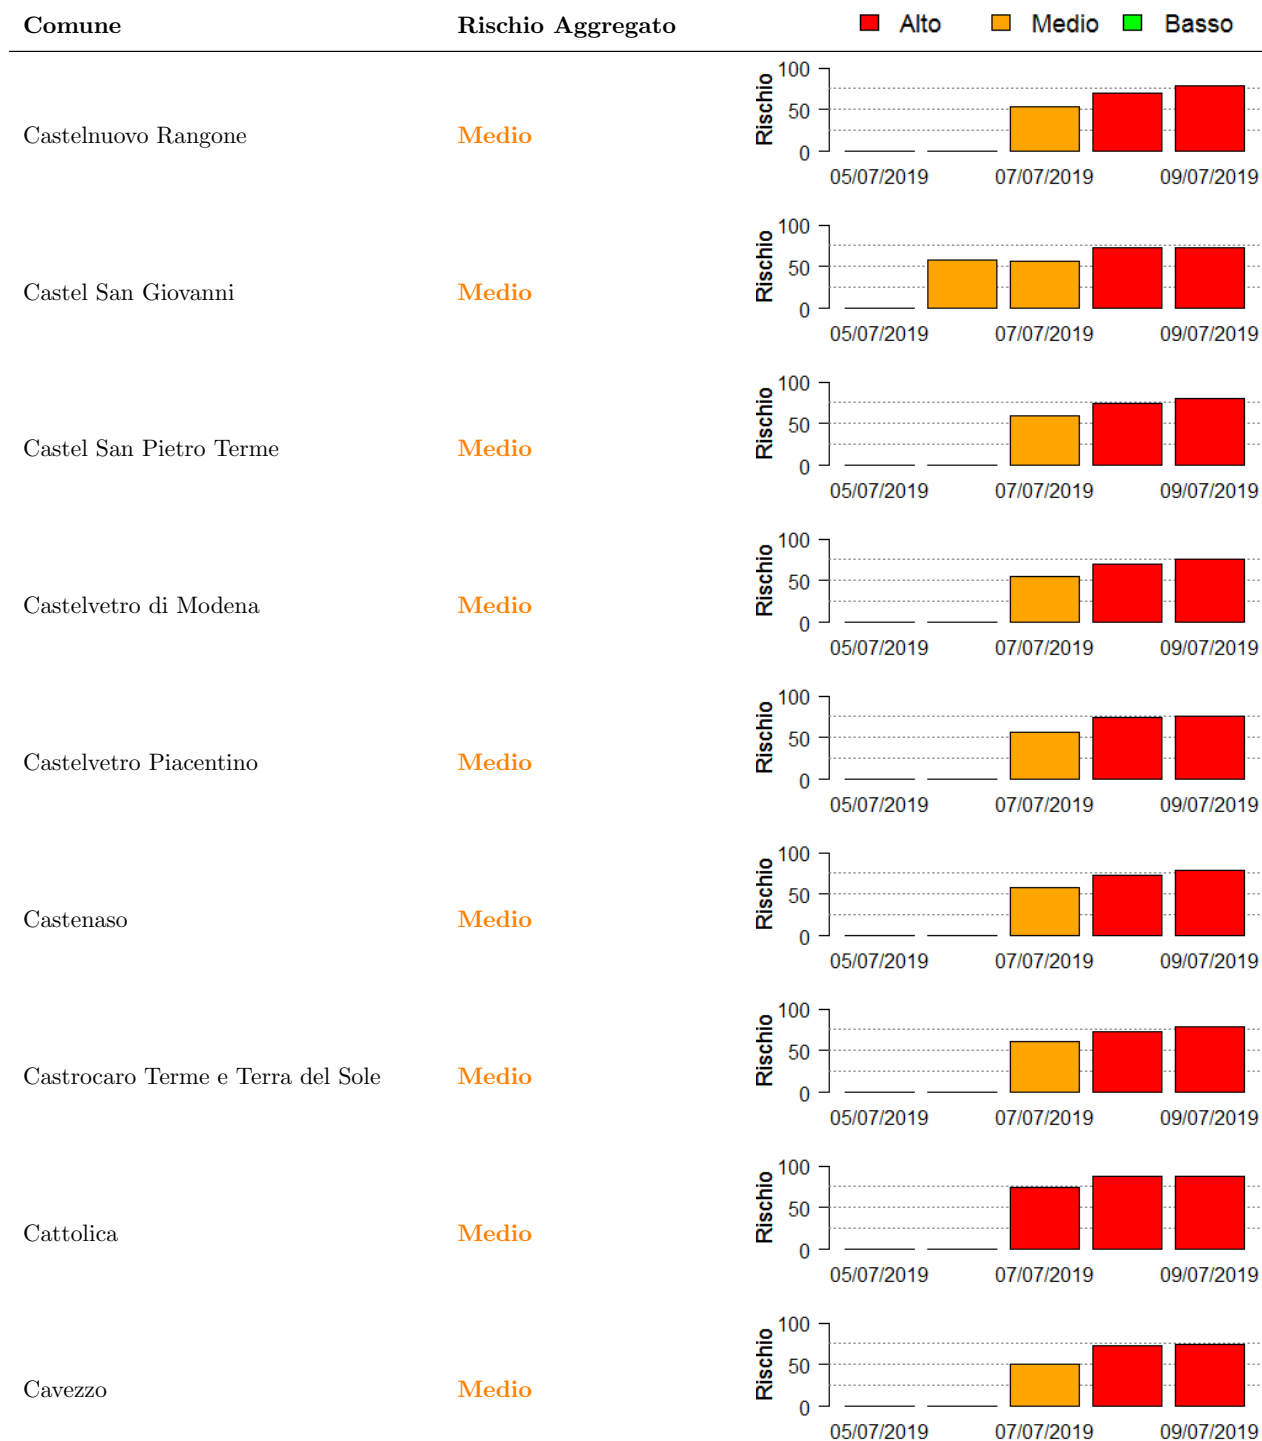 Comune Rischio Aggregato Alto Medio Basso
Castelnuovo Rangone Medio Rischio 100 50 0
05/07/2019 07/07/2019 09/07/2019
Castel San Giovanni Medio Rischio 100 50 0
05/07/2019 07/07/2019 09/07/2019
Castel San Pietro Terme Medio Rischio 100 50 0
05/07/2019 07/07/2019 09/07/2019
Castelvetro di Modena Medio Rischio 100 50 0
05/07/2019 07/07/2019 09/07/2019
Castelvetro Piacentino Medio Rischio 100 50 0
05/07/2019 07/07/2019 09/07/2019
Castenaso Medio Rischio 100 50 0
05/07/2019 07/07/2019 09/07/2019
Castrocaro Terme e Terra del Sole Medio Rischio 100 50 0
05/07/2019 07/07/2019 09/07/2019
Cattolica Medio Rischio 100 50 0
05/07/2019 07/07/2019 09/07/2019
Cavezzo Medio Rischio 100 50 0
05/07/2019 07/07/2019 09/07/2019